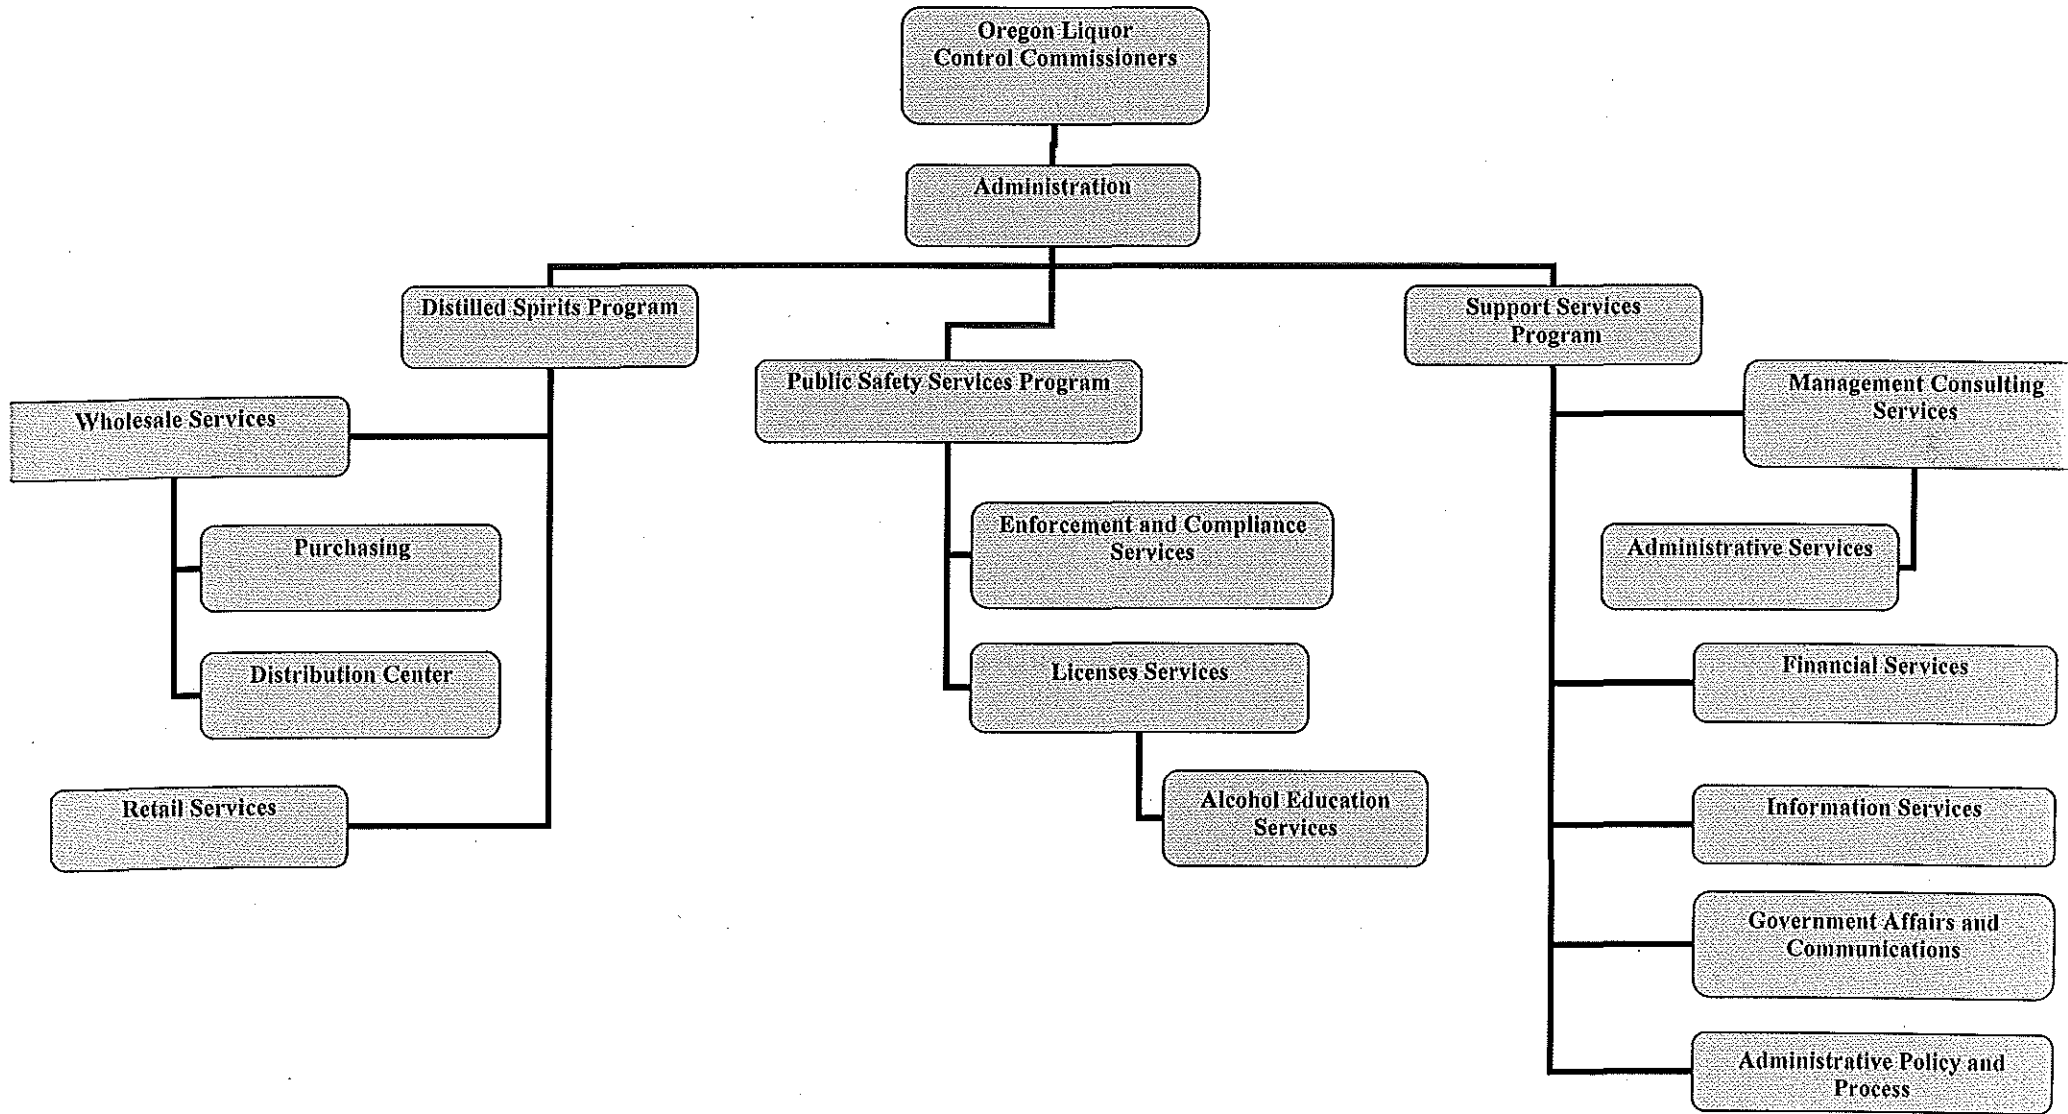 Oregon Liquor
Control Commissioners
Administration
Distilled Spirits Program
Support Services
Program
Public Safety Services Program
Management Consulting
Services
Wholesale Services
Enforcement and Compliance
Services
Purchasing
Administrative Services
Distribution Center
Licenses Services
Financial Services
Retail Services
Alcohol Education
Services
Information Services
Government Affairs and
Communications
Administrative Policy and
Process